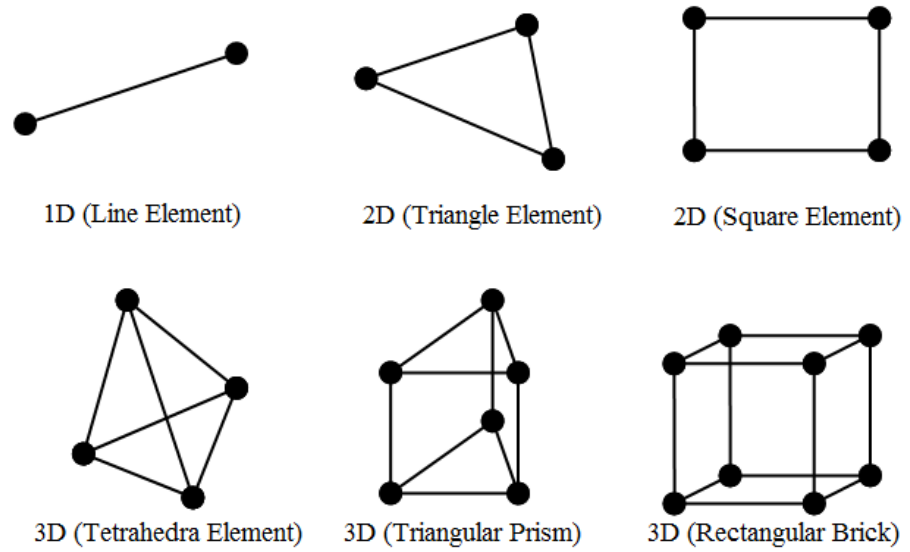 1D (Line Element)
2D (Triangle Element)
2D (Square Element)
3D (Tetrahedra Element)
3D (Triangular Prism)
3D (Rectangular Brick)